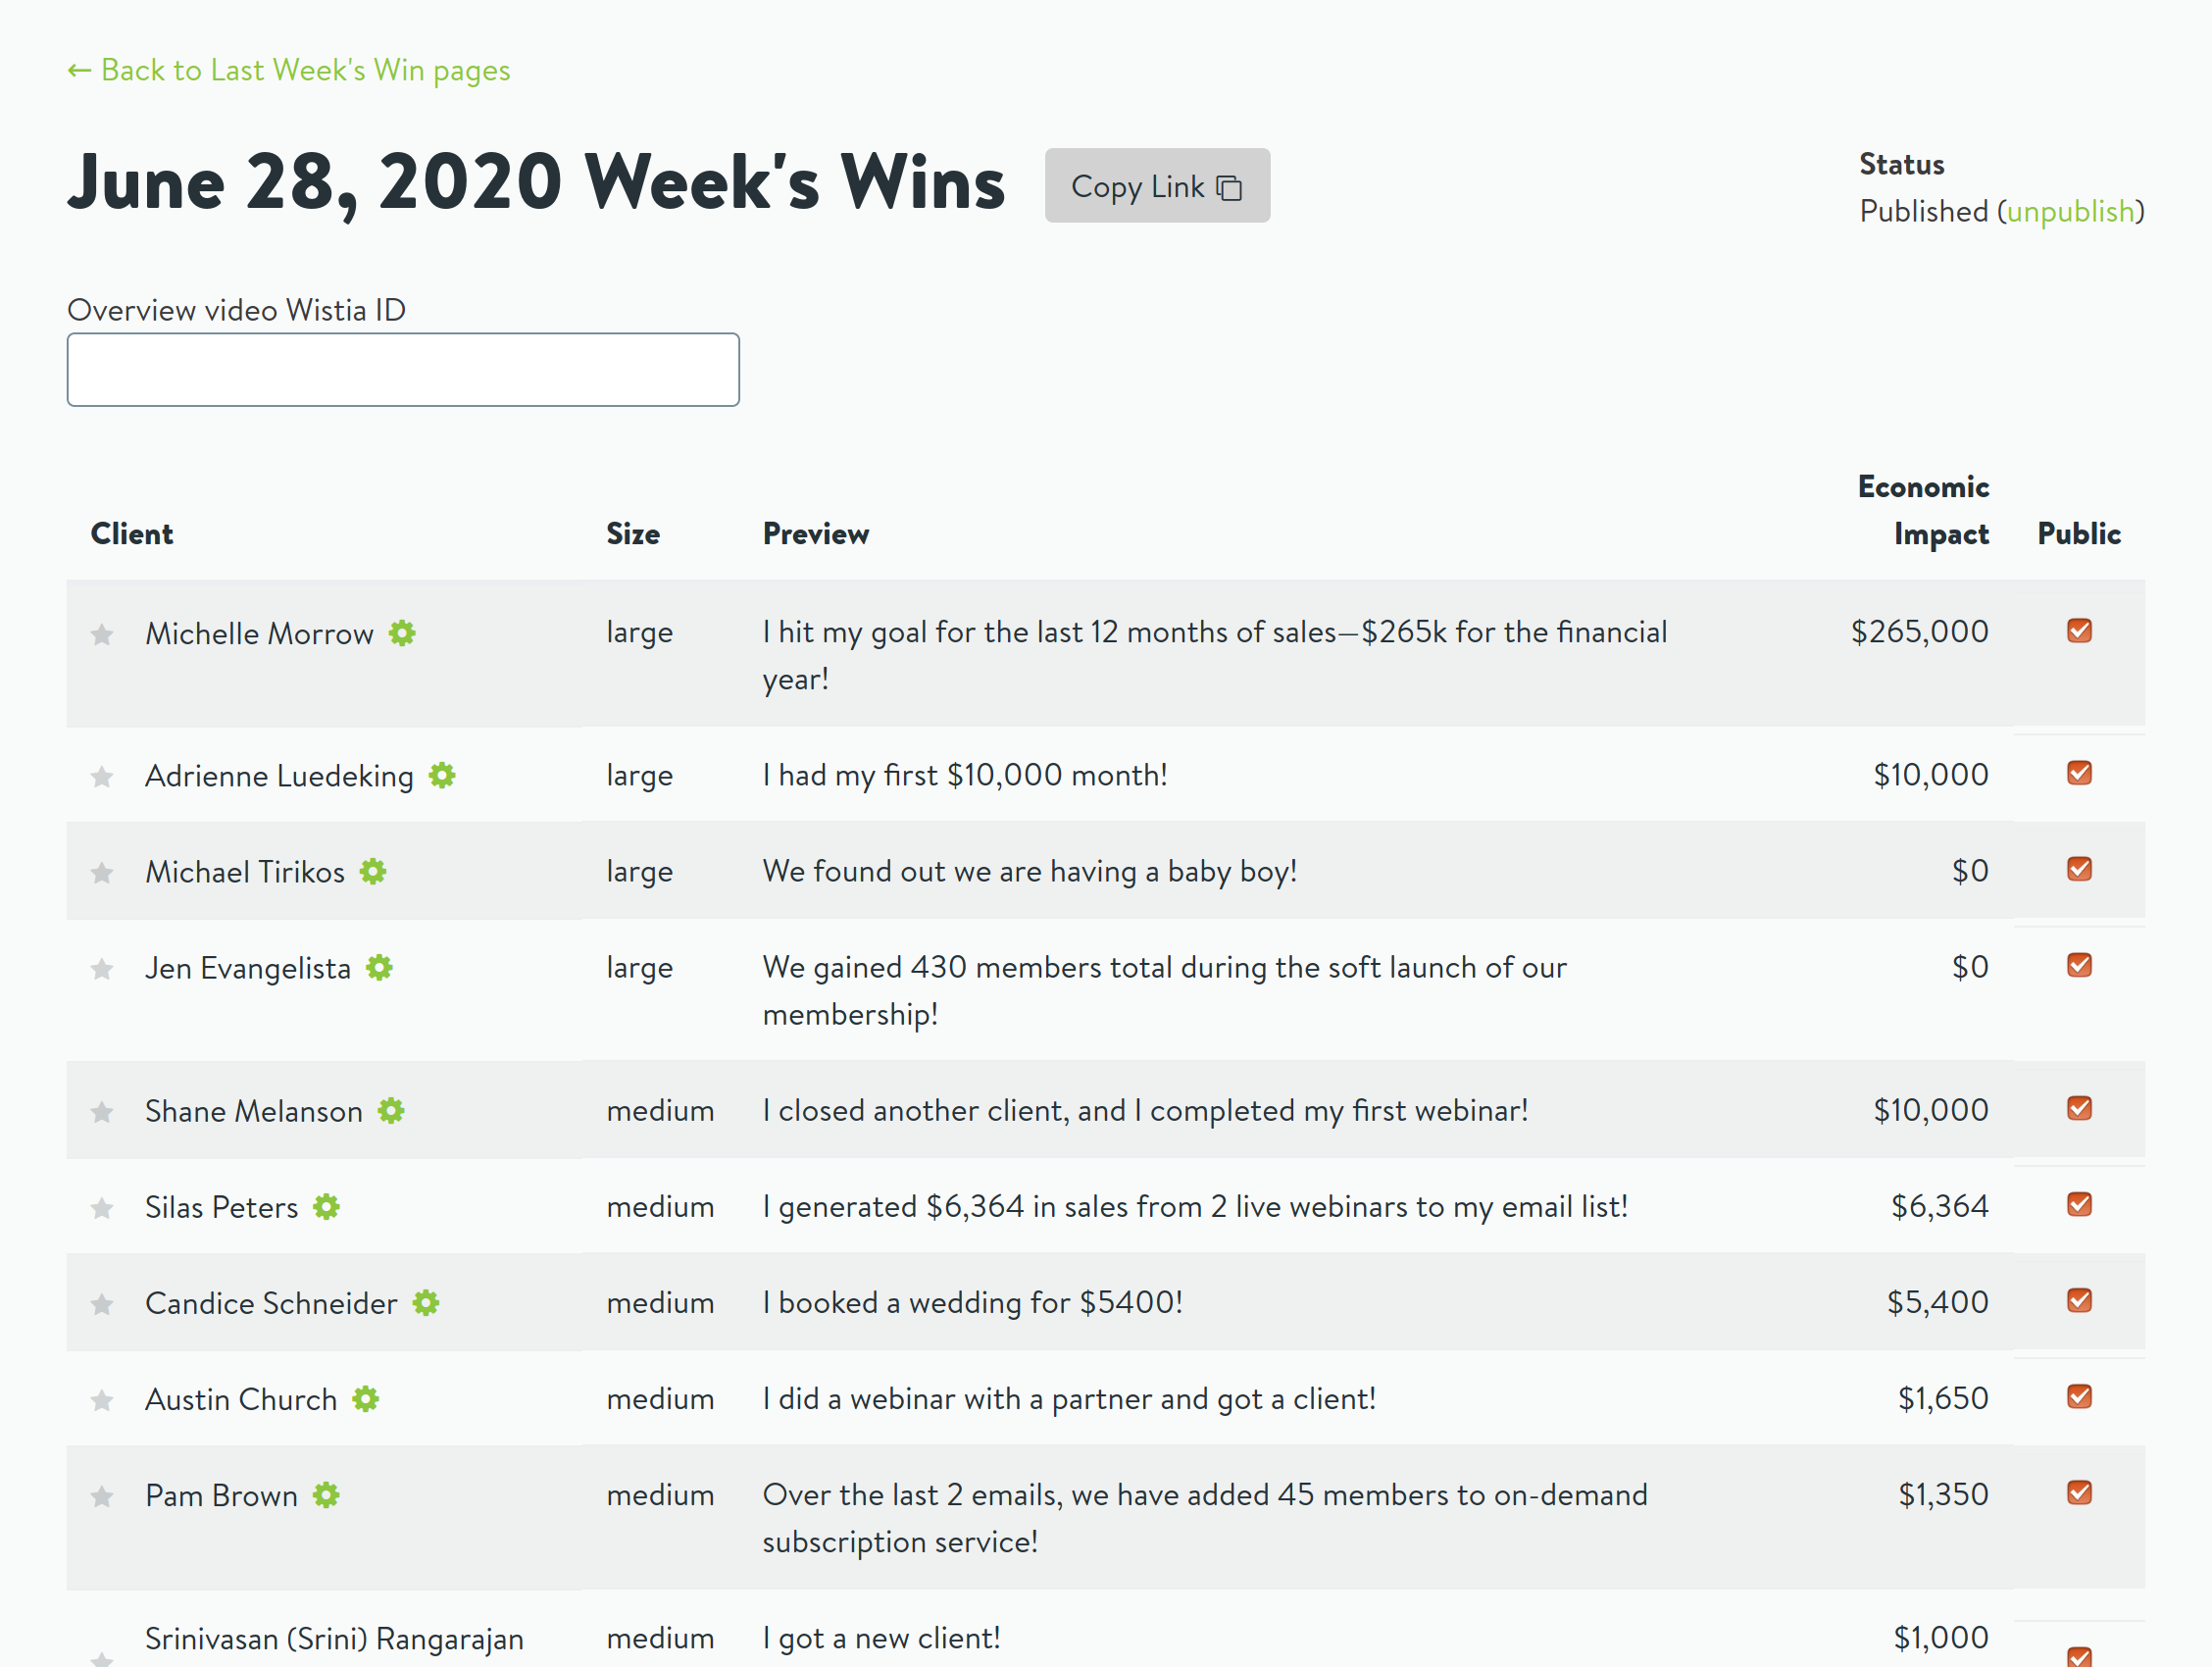 ← Back to Last Week's Win pages
June 28, 2020 Week's Wins
Copy Link
Status
Published (unpublish)
Overview video Wistia ID
Client Size Preview Economic Impact Public
Michelle Morrow large I hit my goal for the last 12 months of sales—$265k for the financial $265,000
year!
Adrienne Luedeking large I had my first $10,000 month! $10,000
Michael Tirikos large We found out we are having a baby boy! $0
Jen Evangelista large We gained 430 members total during the soft launch of our $0
membership!
Shane Melanson medium I closed another client, and I completed my first webinar! $10,000
Silas Peters medium I generated $6,364 in sales from 2 live webinars to my email list! $6,364
Candice Schneider medium I booked a wedding for $5400! $5,400
Austin Church medium I did a webinar with a partner and got a client! $1,650
Pam Brown medium Over the last 2 emails, we have added 45 members to on-demand $1,350
subscription service!
Srinivasan (Srini) Rangarajan medium I got a new client! $1,000